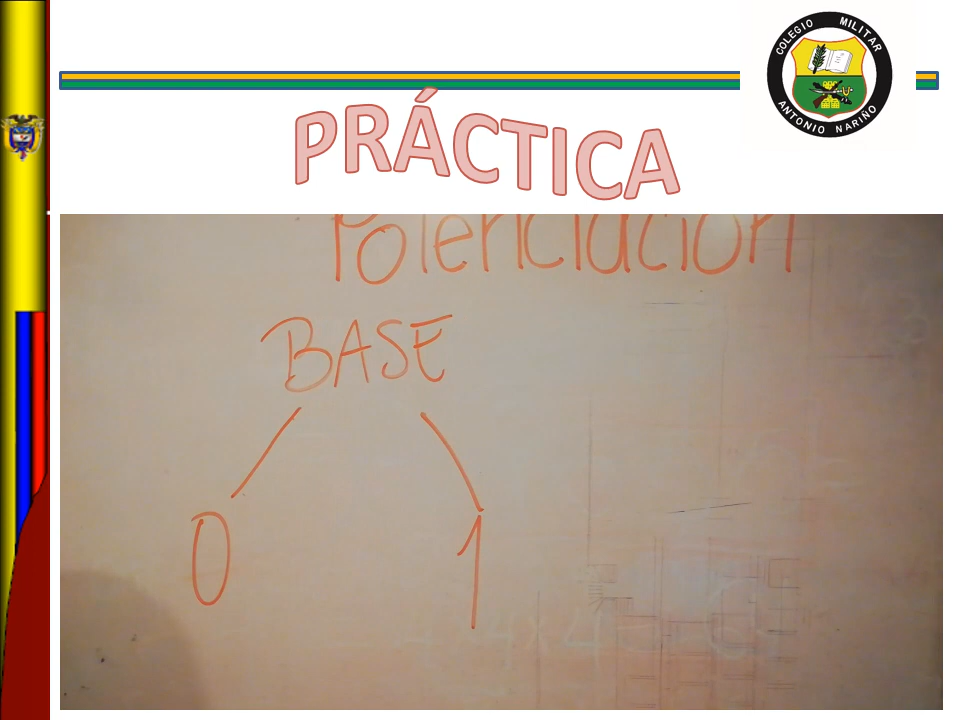 COLEGIO MILITAR
ANTONIO NARIÑO
PRÁCTICA
Potenciación
BASE
0 1